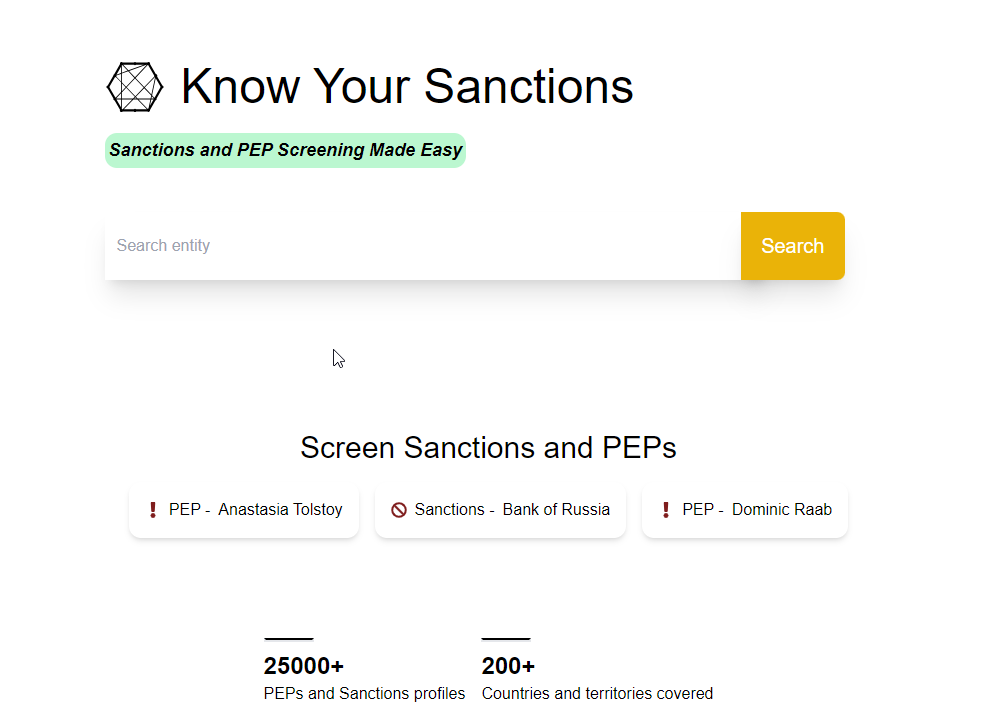 Know Your Sanctions
Sanctions and PEP Screening Made Easy
Search entity
Search
Screen Sanctions and PEPs
PEP - Anastasia Tolstoy
Sanctions - Bank of Russia
PEP - Dominic Raab
25000+
200+
PEPs and Sanctions profiles
Countries and territories covered